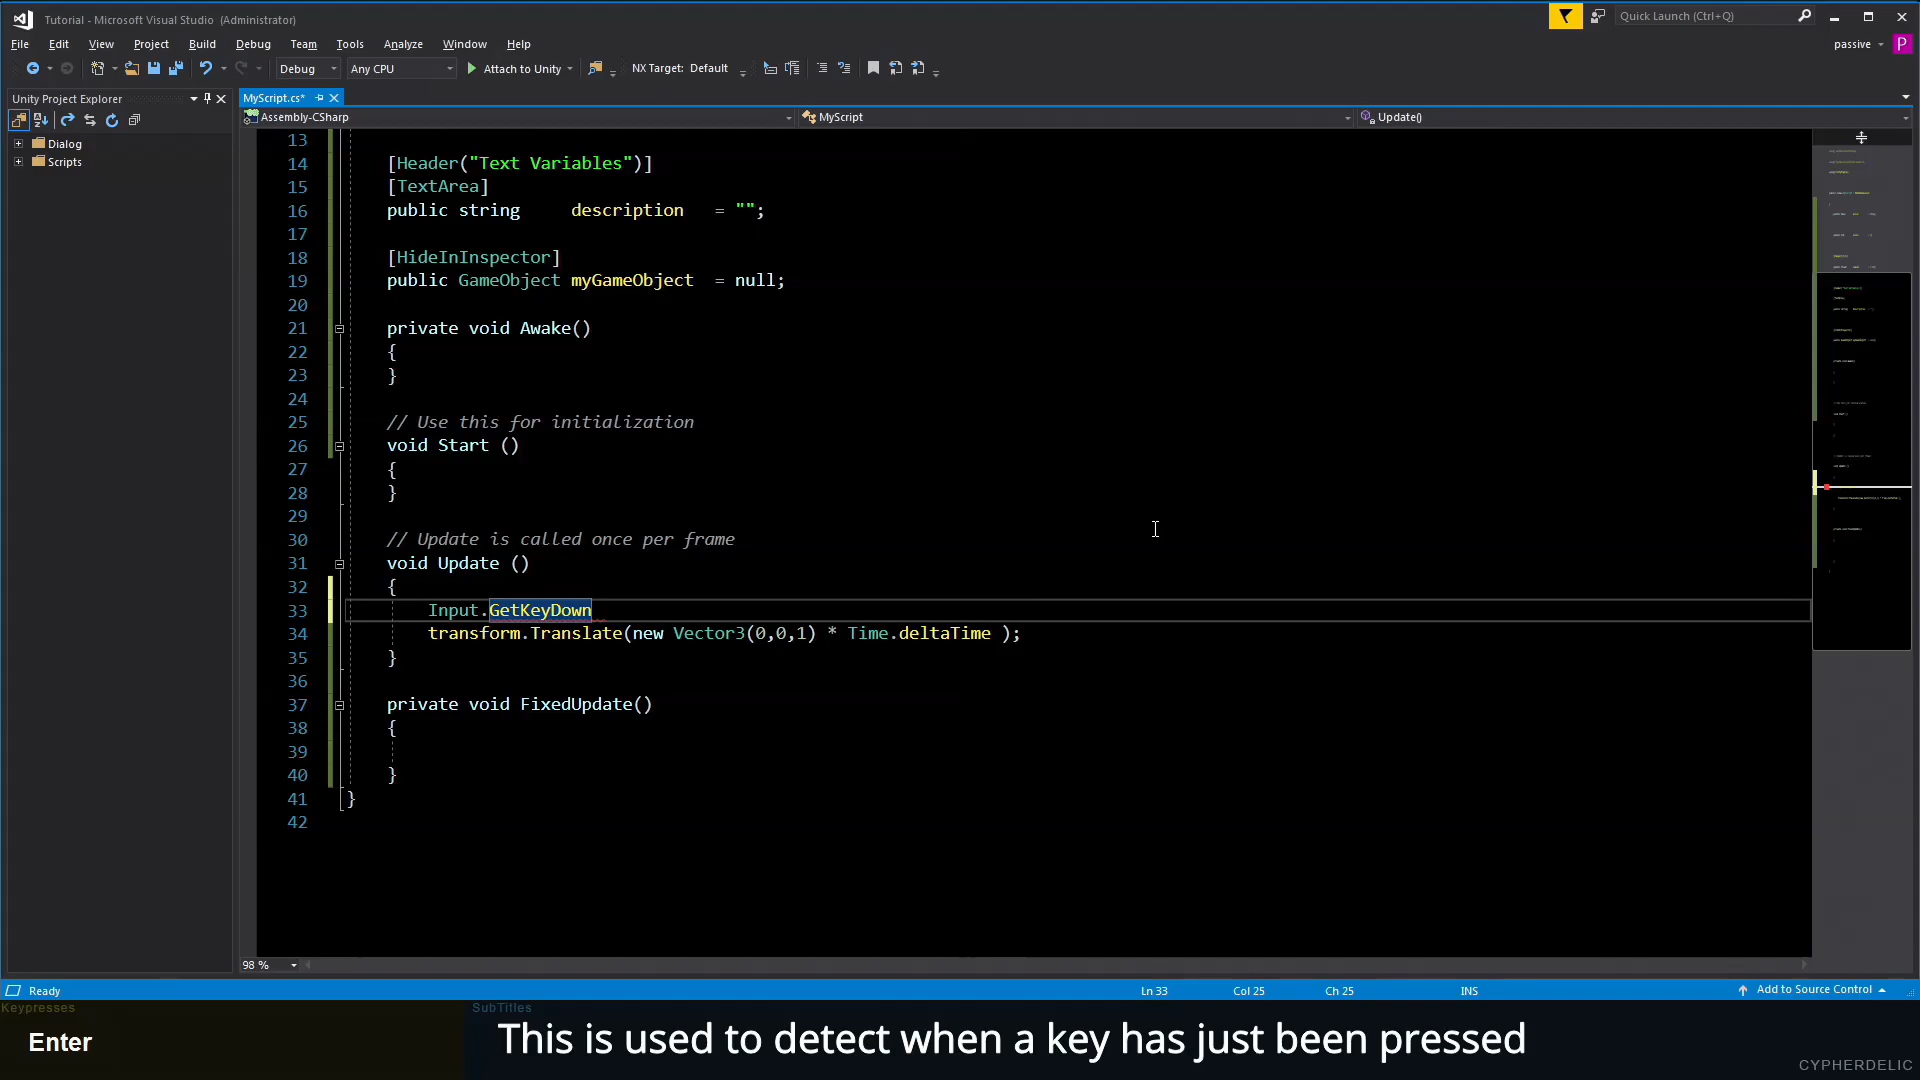 Tutorial - Microsoft Visual Studio (Administrator)
Quick Launch (Ctrl+Q)
File Edit View Project Build Debug Team Tools Analyze Window Help
passive P
Debug Any CPU Attach to Unity NX Target: Default
Unity Project Explorer
MyScript.cs*
Assembly-CSharp MyScript Update()
Dialog
Scripts
13
14 [Header("Text Variables")]
15 [TextArea]
16 public string description = "";
17
18 [HideInInspector]
19 public GameObject myGameObject = null;
20
21 private void Awake()
22 {
23 }
24
25 // Use this for initialization
26 void Start ()
27 {
28 }
29
30 // Update is called once per frame
31 void Update ()
32 {
33 Input.GetKeyDown
34 transform.Translate(new Vector3(0,0,1) * Time.deltaTime );
35 }
36
37 private void FixedUpdate()
38 {
39
40 }
41 }
42
98 %
Ready Ln 33 Col 25 Ch 25 INS Add to Source Control
Keypresses SubTitles
Enter This is used to detect when a key has just been pressed
CYPHERDELIC